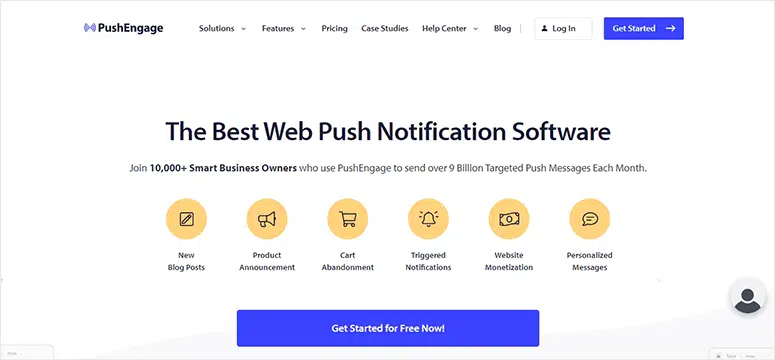 PushEngage
Solutions
Features
Pricing
Case Studies
Help Center
Blog
Log In
Get Started
The Best Web Push Notification Software
Join 10,000+ Smart Business Owners who use PushEngage to send over 9 Billion Targeted Push Messages Each Month.
New
Blog Posts
Product
Announcement
Cart
Abandonment
Triggered
Notifications
Website
Monetization
Personalized
Messages
Get Started for Free Now!